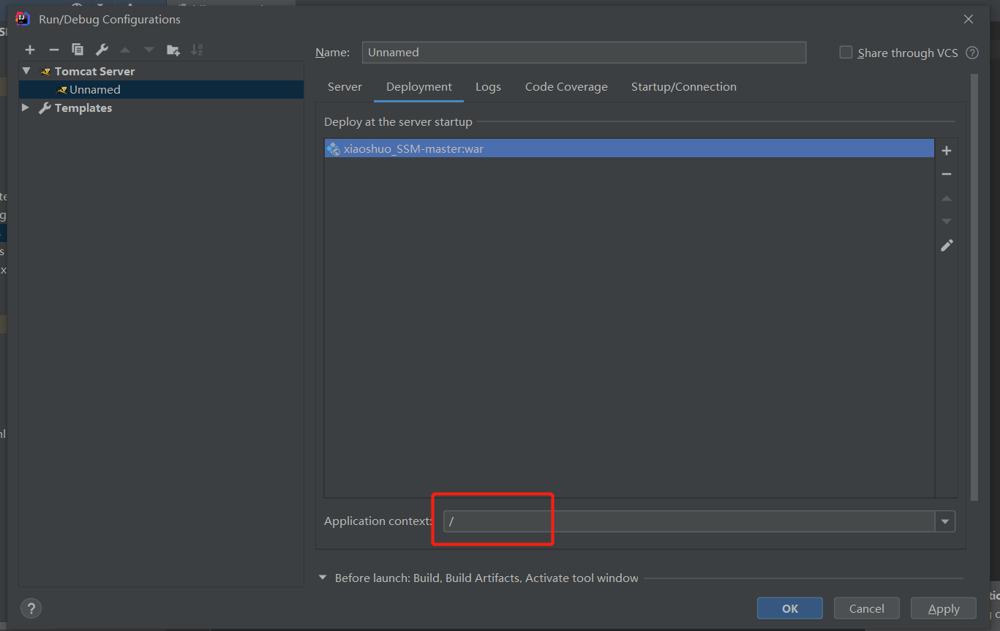 Run/Debug Configurations
Name: Unnamed
Share through VCS
Tomcat Server
Unnamed
Templates
Server Deployment Logs Code Coverage Startup/Connection
Deploy at the server startup
xiaoshuo_SSM-master:war
Application context: /
Before launch: Build, Build Artifacts, Activate tool window
? OK Cancel Apply